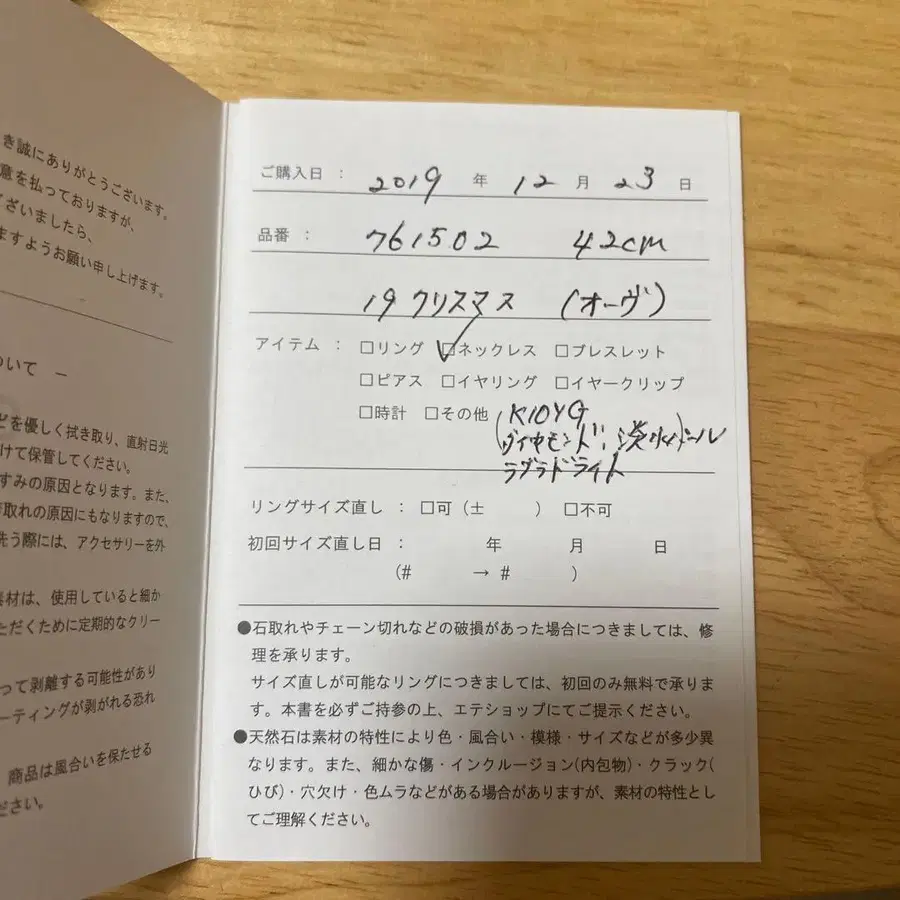 き誠にありがとうございます。
意を払っておりますが、
ございましたら、
ますようお願い申し上げます。
ついて ー
どを優しく拭き取り、直射日光
けて保管してください。
すみの原因となります。また、
取れの原因にもなりますので、
洗う際には、アクセサリーを外
素材は、使用していると細か
ただくために定期的なクリー
って剥離する可能性があり
ーティングが剥がれる恐れ
商品は風合いを保たせる
ださい。
ご購入日 : 2019 年 12 月 23 日
品番 : 761502 42cm
19 クリスマス (オーヴ)
アイテム : □リング □ネックレス □ブレスレット
□ピアス □イヤリング □イヤークリップ
□時計 □その他 (K10YG
ダイヤモンド、淡水パール
ラブラドライト
リングサイズ直し : □可(± ) □不可
初回サイズ直し日 : 年 月 日
(# → # )
●石取れやチェーン切れなどの破損があった場合につきましては、修
理を承ります。
サイズ直しが可能なリングにつきましては、初回のみ無料で承りま
す。本書を必ずご持参の上、エテショップにてご提示ください。
●天然石は素材の特性により色・風合い・模様・サイズなどが多少異
なります。また、細かな傷・インクルージョン(内包物)・クラック(
ひび)・穴欠け・色ムラなどがある場合がありますが、素材の特性とし
てご理解ください。